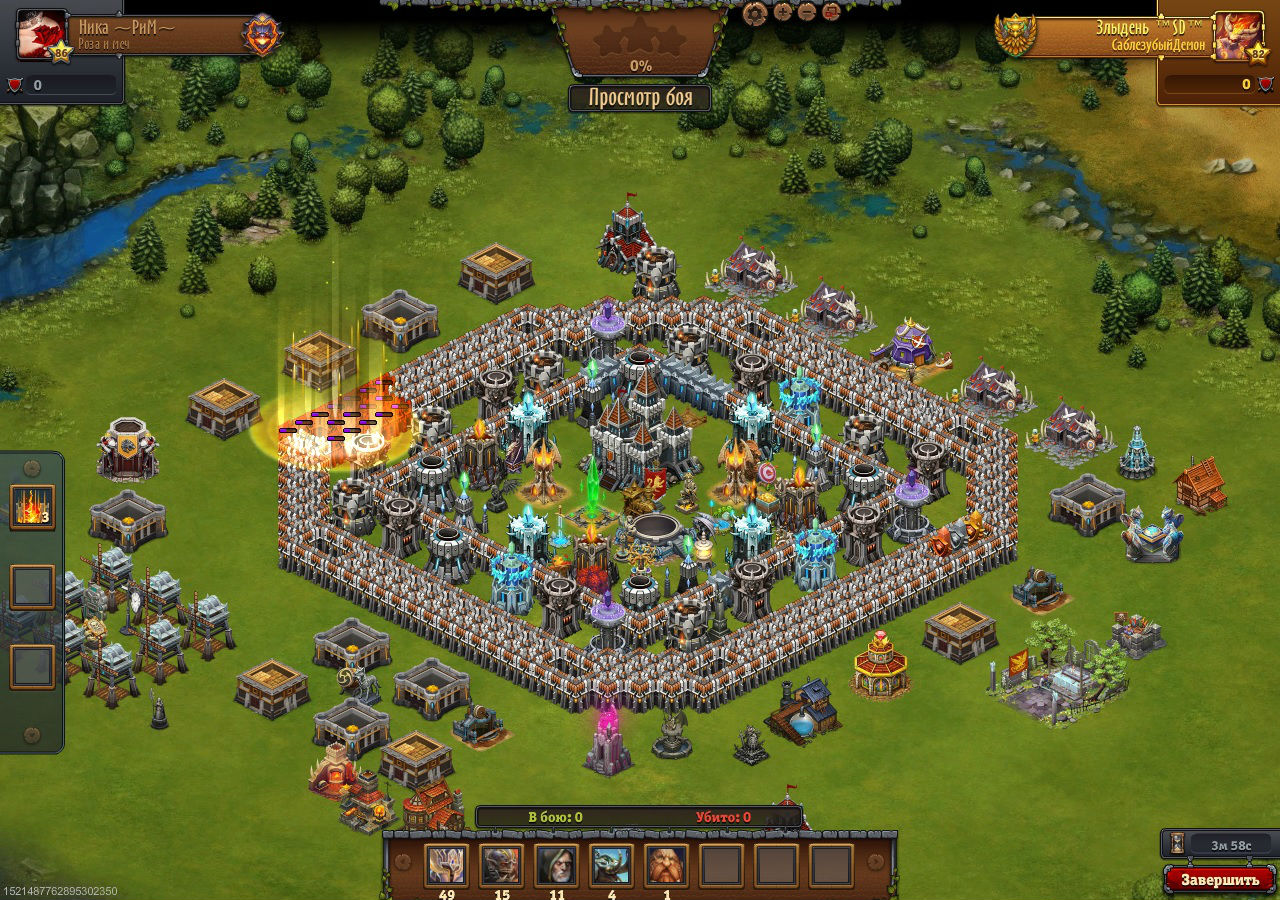 Ника ~РиМ~
Роза и меч
86
0
0%
Просмотр боя
Злыдень ™SD™
СаблезубыйДемон
82
0
3
В бою: 0
Убито: 0
49
15
11
4
1
3м 58с
Завершить
1521487762895302350